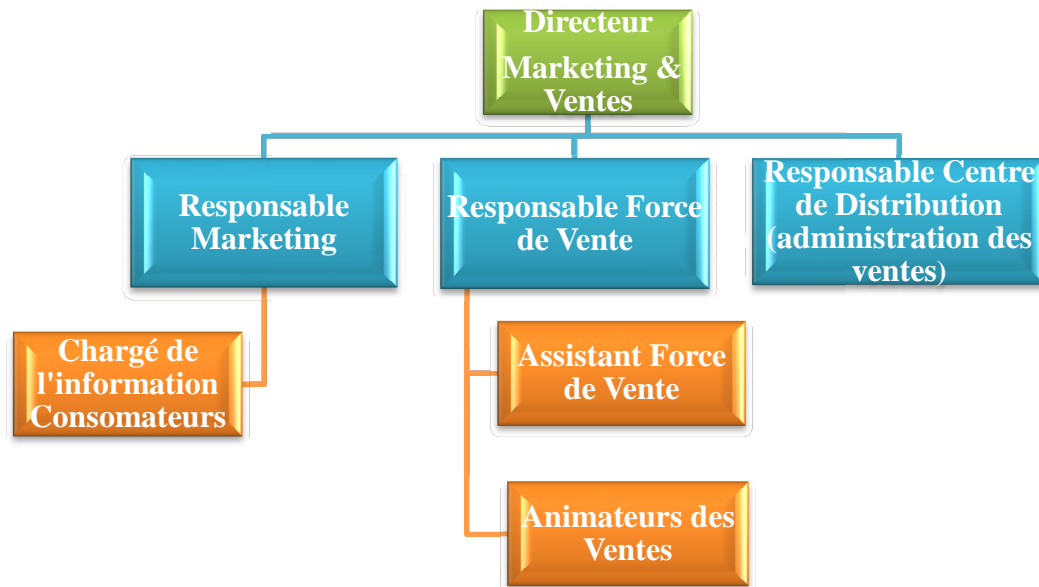 Directeur
Marketing &
Ventes
Responsable
Marketing
Responsable Force
de Vente
Responsable Centre
de Distribution
(administration des
ventes)
Chargé de
l'information
Consomateurs
Assistant Force
de Vente
Animateurs des
Ventes